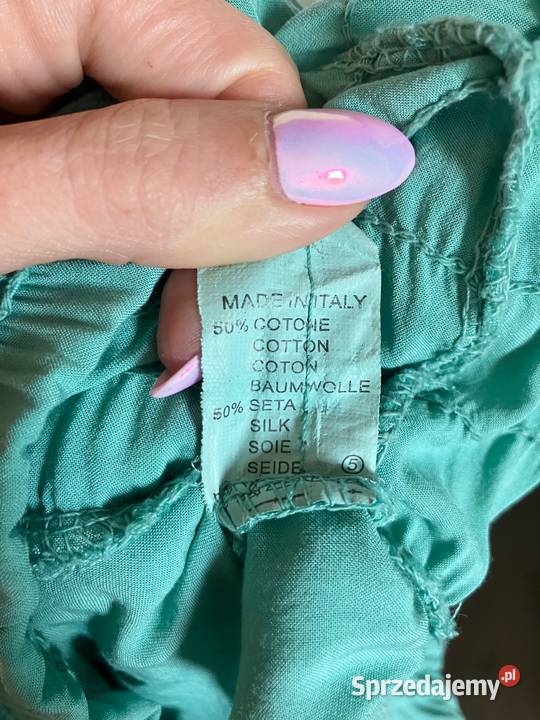 MADE IN ITALY
50% COTONE
COTTON
COTON
BAUMWOLLE
50% SETA
SILK
SOIE
SEIDE 5
Sprzedajemy.pl